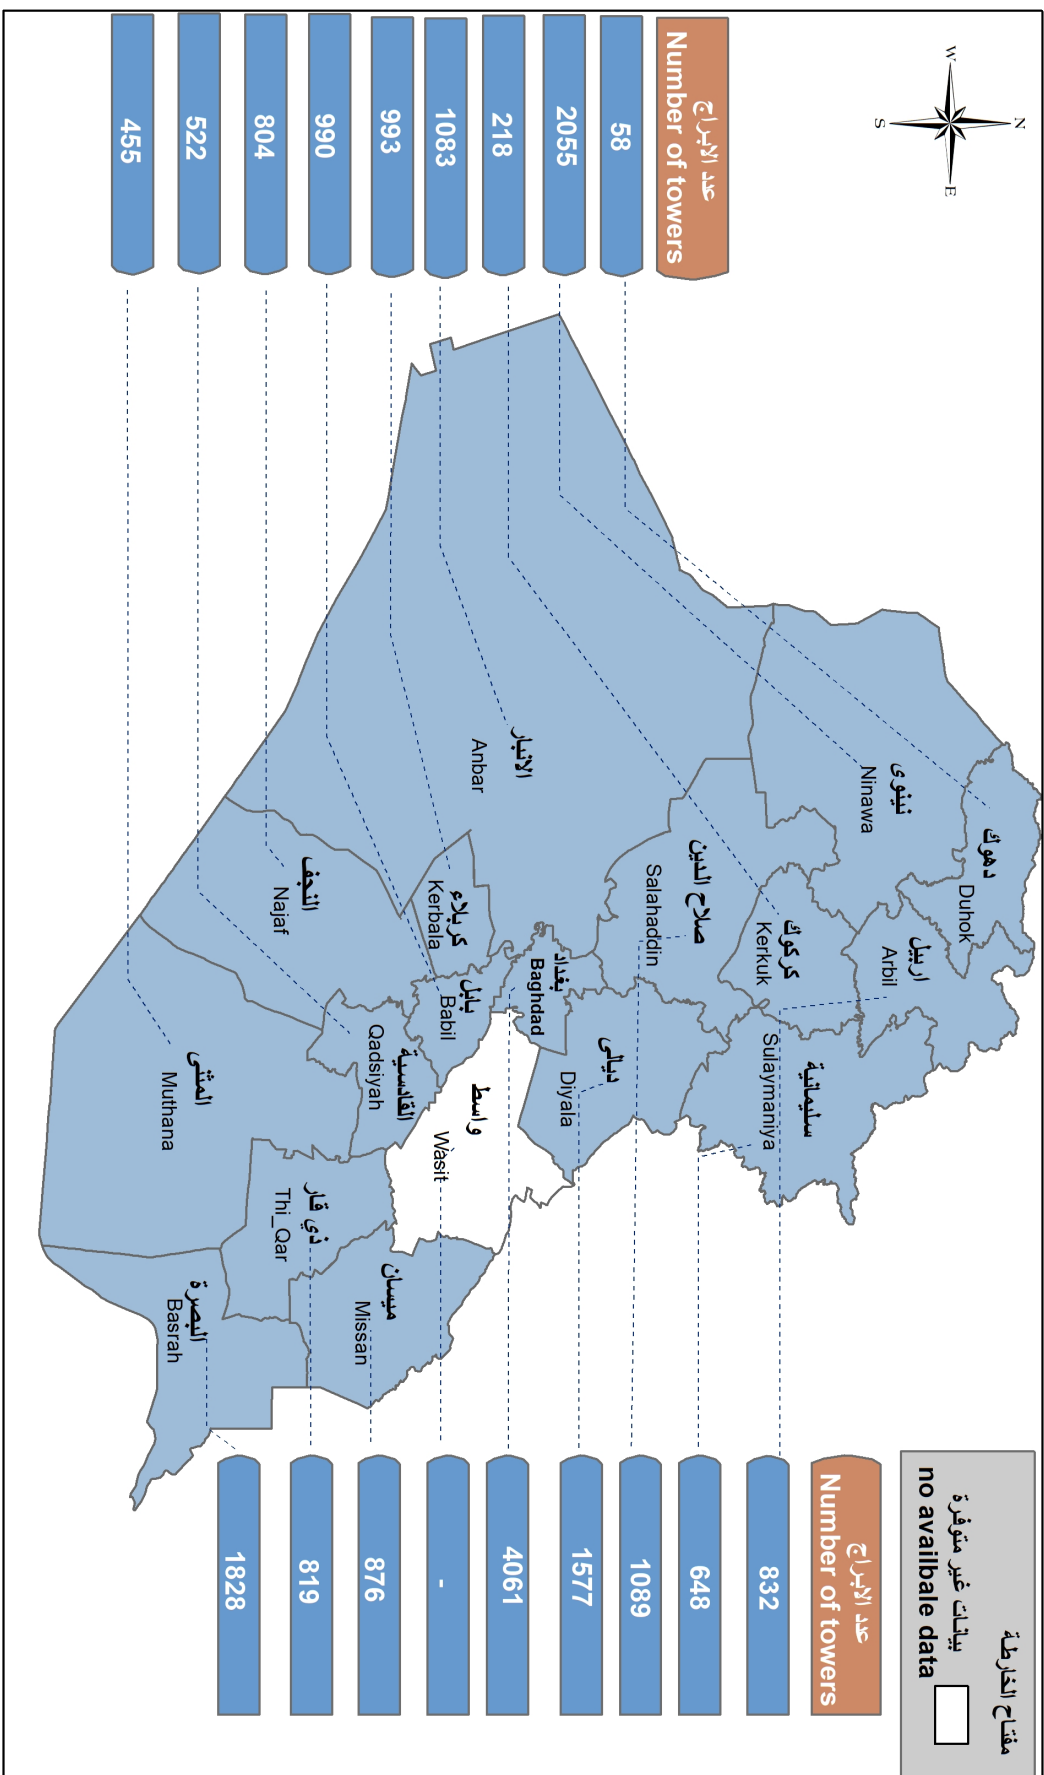 N
W
E
S
مفتاح الخارطة
بيانات غير متوفرة
no availbale data
عدد الابراج
Number of towers
58
2055
218
1083
993
990
804
522
455
دهوك
Duhok
نينوى
Ninawa
اربيل
Arbil
كركوك
Kerkuk
سليمانية
Sulaymaniya
صلاح الدين
Salahaddin
ديالى
Diyala
الانبار
Anbar
بغداد
Baghdad
كربلاء
Kerbala
بابل
Babil
واسط
Wasit
القادسية
Qadsiyah
النجف
Najaf
ميسان
Missan
ذي قار
Thi_Qar
المثنى
Muthana
البصرة
Basrah
عدد الابراج
Number of towers
832
648
1089
1577
4061
-
876
819
1828